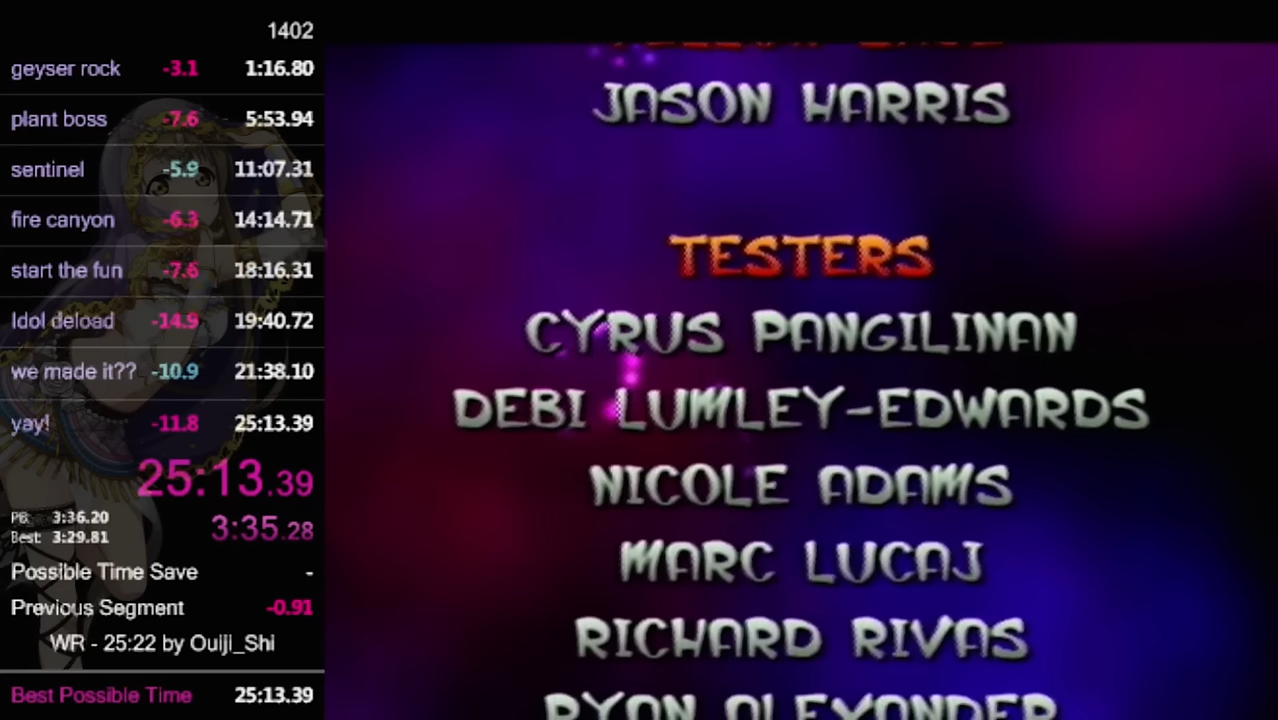 1402
geyser rock -3.1 1:16.80
plant boss -7.6 5:53.94
sentinel -5.9 11:07.31
fire canyon -6.3 14:14.71
start the fun -7.6 18:16.31
Idol deload -14.9 19:40.72
we made it?? -10.9 21:38.10
yay! -11.8 25:13.39
25:13.39
PB: 3:36.20
Best: 3:29.81
3:35.28
Possible Time Save -
Previous Segment -0.91
WR - 25:22 by Ouiji_Shi
Best Possible Time 25:13.39
JASON HARRIS
TESTERS
CYRUS PANGILINAN
DEBI LUMLEY-EDWARDS
NICOLE ADAMS
MARC LUCAJ
RICHARD RIVAS
RYAN ALEXANDER